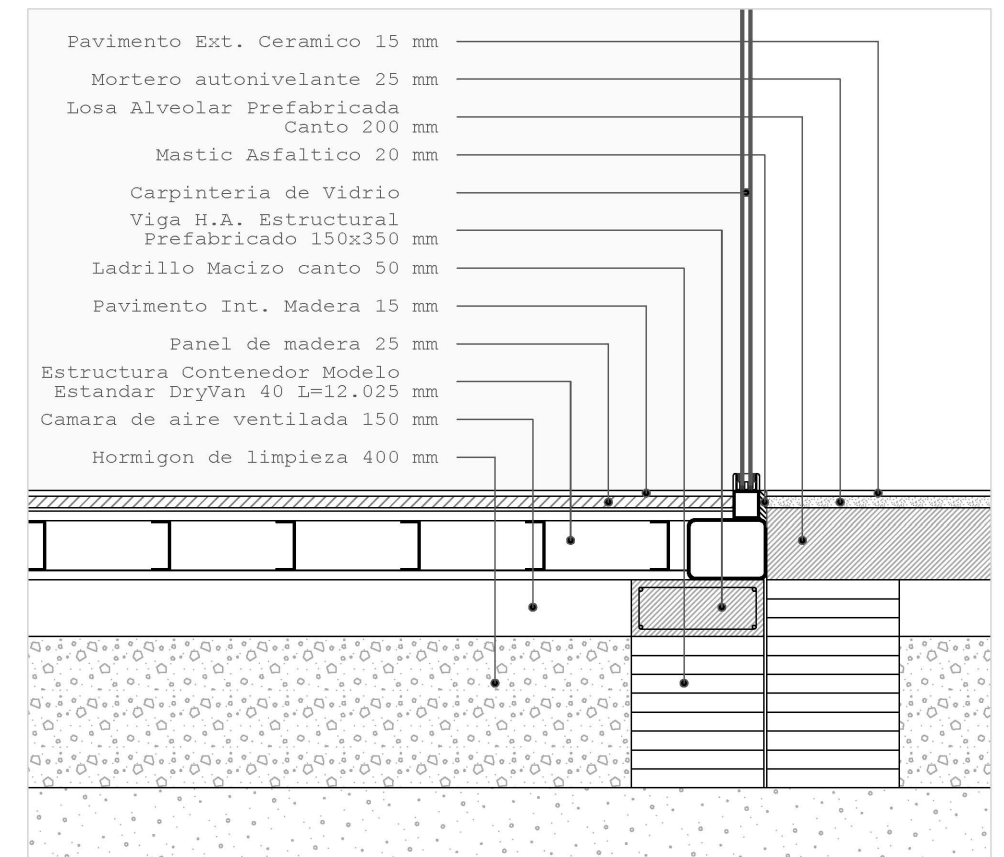 Pavimento Ext. Ceramico 15 mm
Mortero autonivelante 25 mm
Losa Alveolar Prefabricada
Canto 200 mm
Mastic Asfaltico 20 mm
Carpinteria de Vidrio
Viga H.A. Estructural
Prefabricado 150x350 mm
Ladrillo Macizo canto 50 mm
Pavimento Int. Madera 15 mm
Panel de madera 25 mm
Estructura Contenedor Modelo
Estandar DryVan 40 L=12.025 mm
Camara de aire ventilada 150 mm
Hormigon de limpieza 400 mm